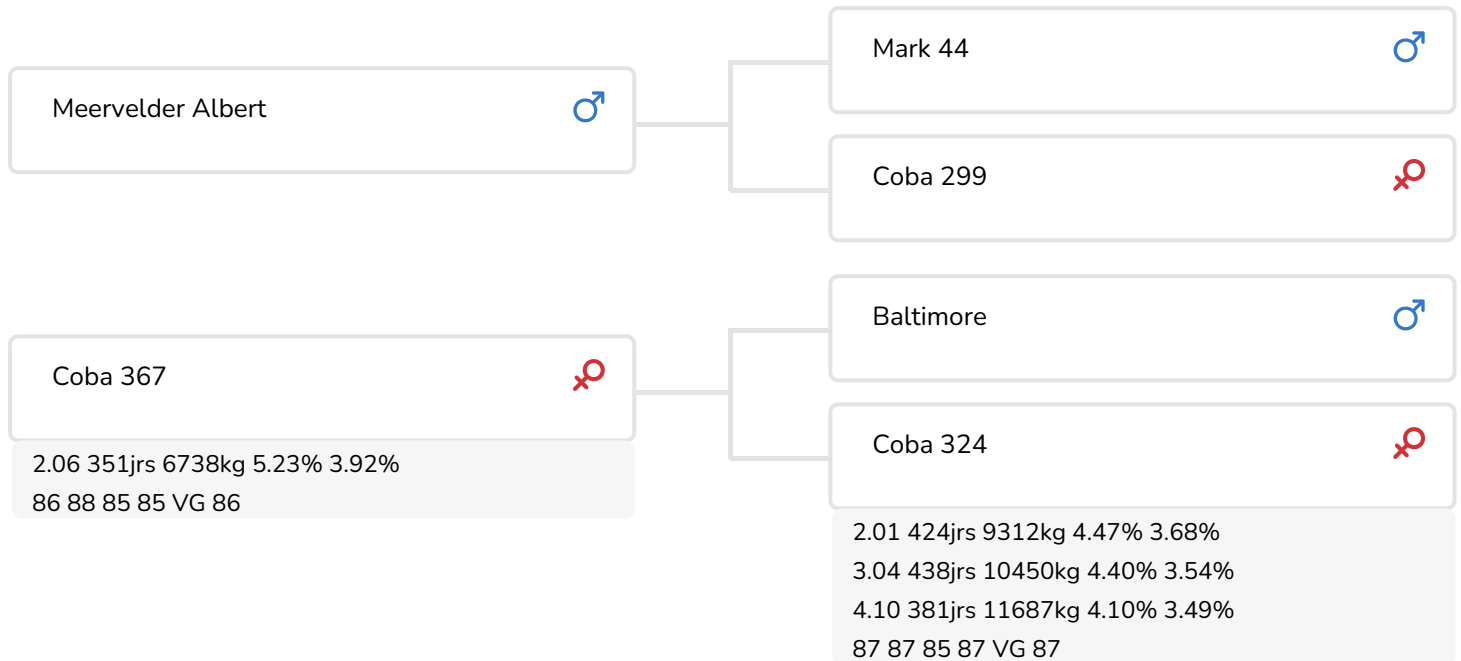 Meervelder Albert
Mark 44
Coba 299
Coba 367
2.06 351jrs 6738kg 5.23% 3.92%
86 88 85 85 VG 86
Baltimore
Coba 324
2.01 424jrs 9312kg 4.47% 3.68%
3.04 438jrs 10450kg 4.40% 3.54%
4.10 381jrs 11687kg 4.10% 3.49%
87 87 85 87 VG 87